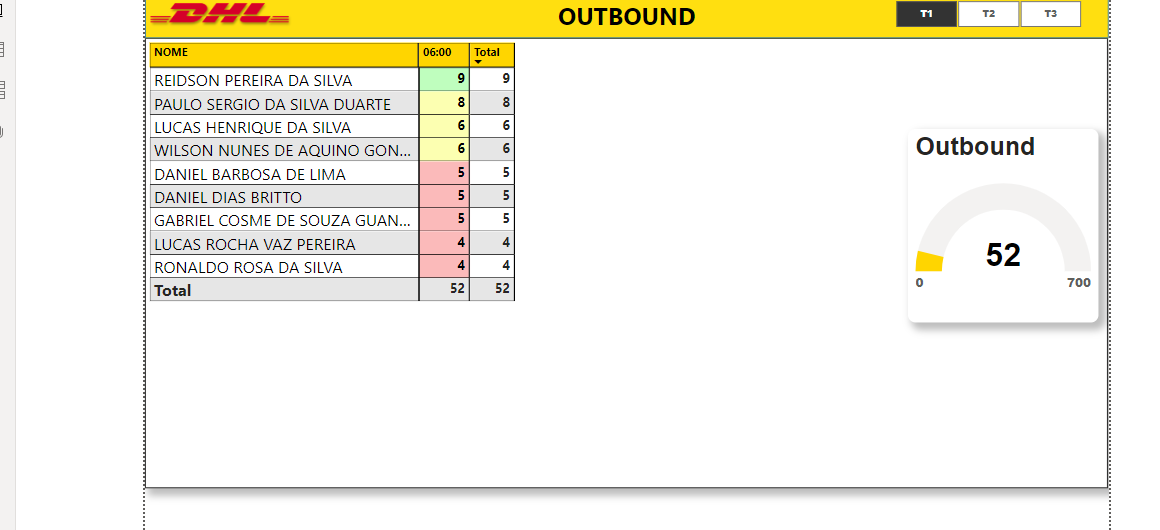 DHL
OUTBOUND
T1 T2 T3
NOME 06:00 Total
REIDSON PEREIRA DA SILVA 9 9
PAULO SERGIO DA SILVA DUARTE 8 8
LUCAS HENRIQUE DA SILVA 6 6
WILSON NUNES DE AQUINO GON... 6 6
DANIEL BARBOSA DE LIMA 5 5
DANIEL DIAS BRITTO 5 5
GABRIEL COSME DE SOUZA GUAN... 5 5
LUCAS ROCHA VAZ PEREIRA 4 4
RONALDO ROSA DA SILVA 4 4
Total 52 52
Outbound
52
0 700